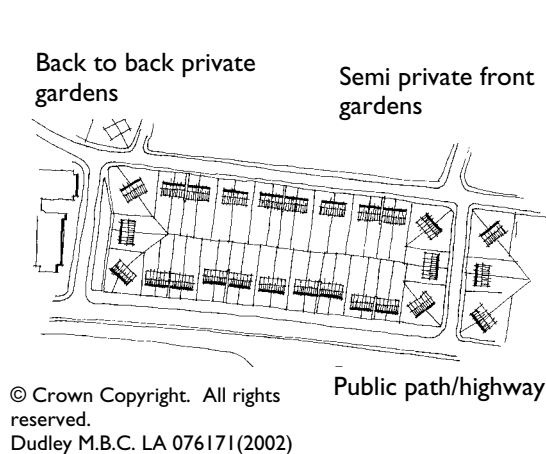 Back to back private
gardens
Semi private front
gardens
© Crown Copyright. All rights
reserved.
Dudley M.B.C. LA 076171(2002)
Public path/highway